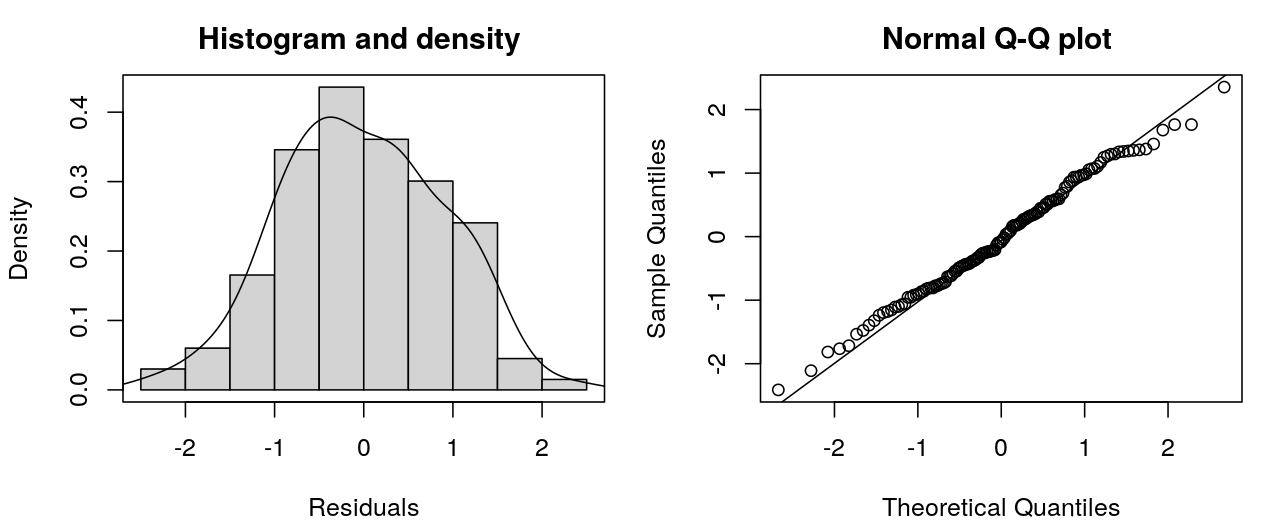 Histogram and density
Density
0.0 0.1 0.2 0.3 0.4
-2 -1 0 1 2
Residuals
Normal Q-Q plot
Sample Quantiles
-2 -1 0 1 2
-2 -1 0 1 2
Theoretical Quantiles